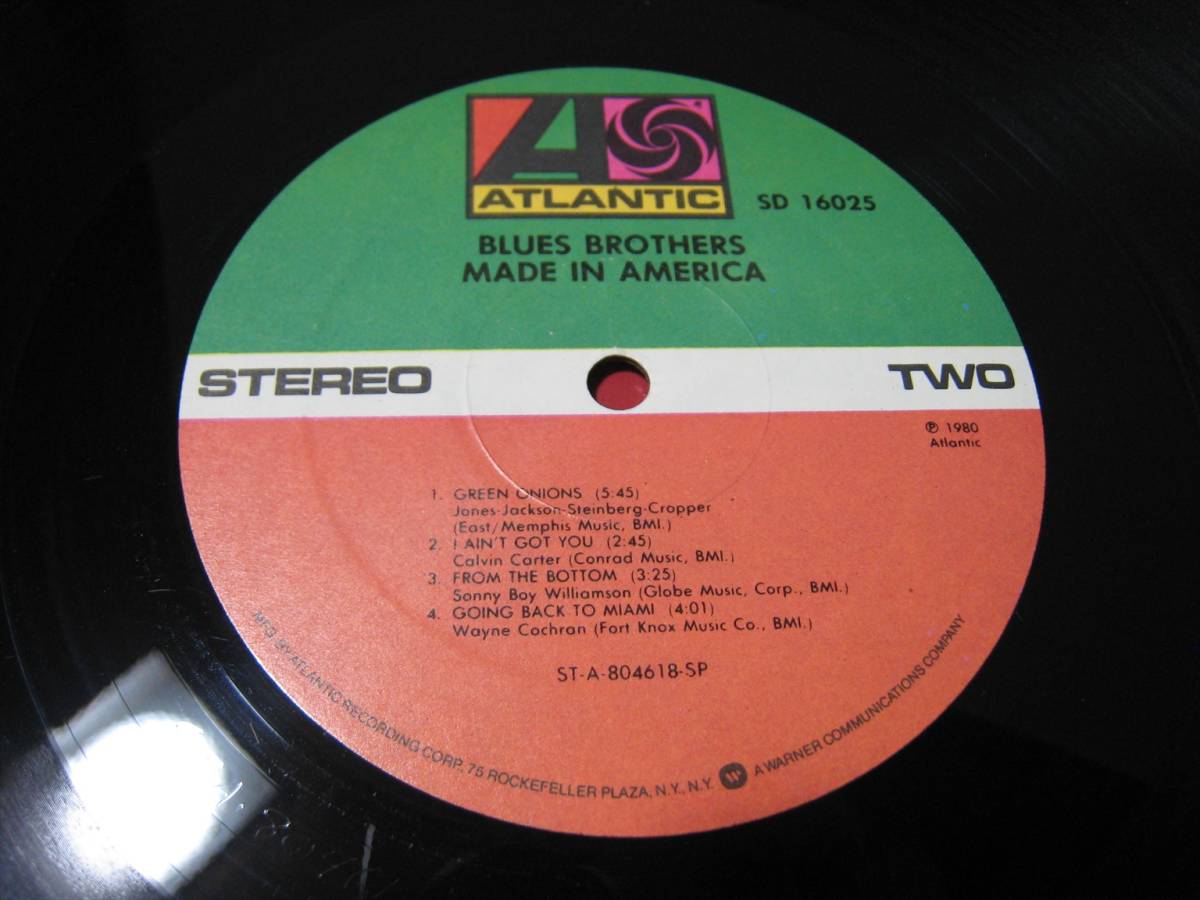 A
ATLANTIC
SD 16025
BLUES BROTHERS
MADE IN AMERICA
STEREO
TWO
℗ 1980
Atlantic
1. GREEN ONIONS (5:45)
Jones-Jackson-Steinberg-Cropper
(East/Memphis Music, BMI.)
2. I AIN'T GOT YOU (2:45)
Calvin Carter (Conrad Music, BMI.)
3. FROM THE BOTTOM (3:25)
Sonny Boy Williamson (Globe Music, Corp., BMI.)
4. GOING BACK TO MIAMI (4:01)
Wayne Cochran (Fort Knox Music Co., BMI.)
ST-A-804618-SP
MFG BY ATLANTIC RECORDING CORP. 75 ROCKEFELLER PLAZA, N.Y., N.Y. A WARNER COMMUNICATIONS COMPANY